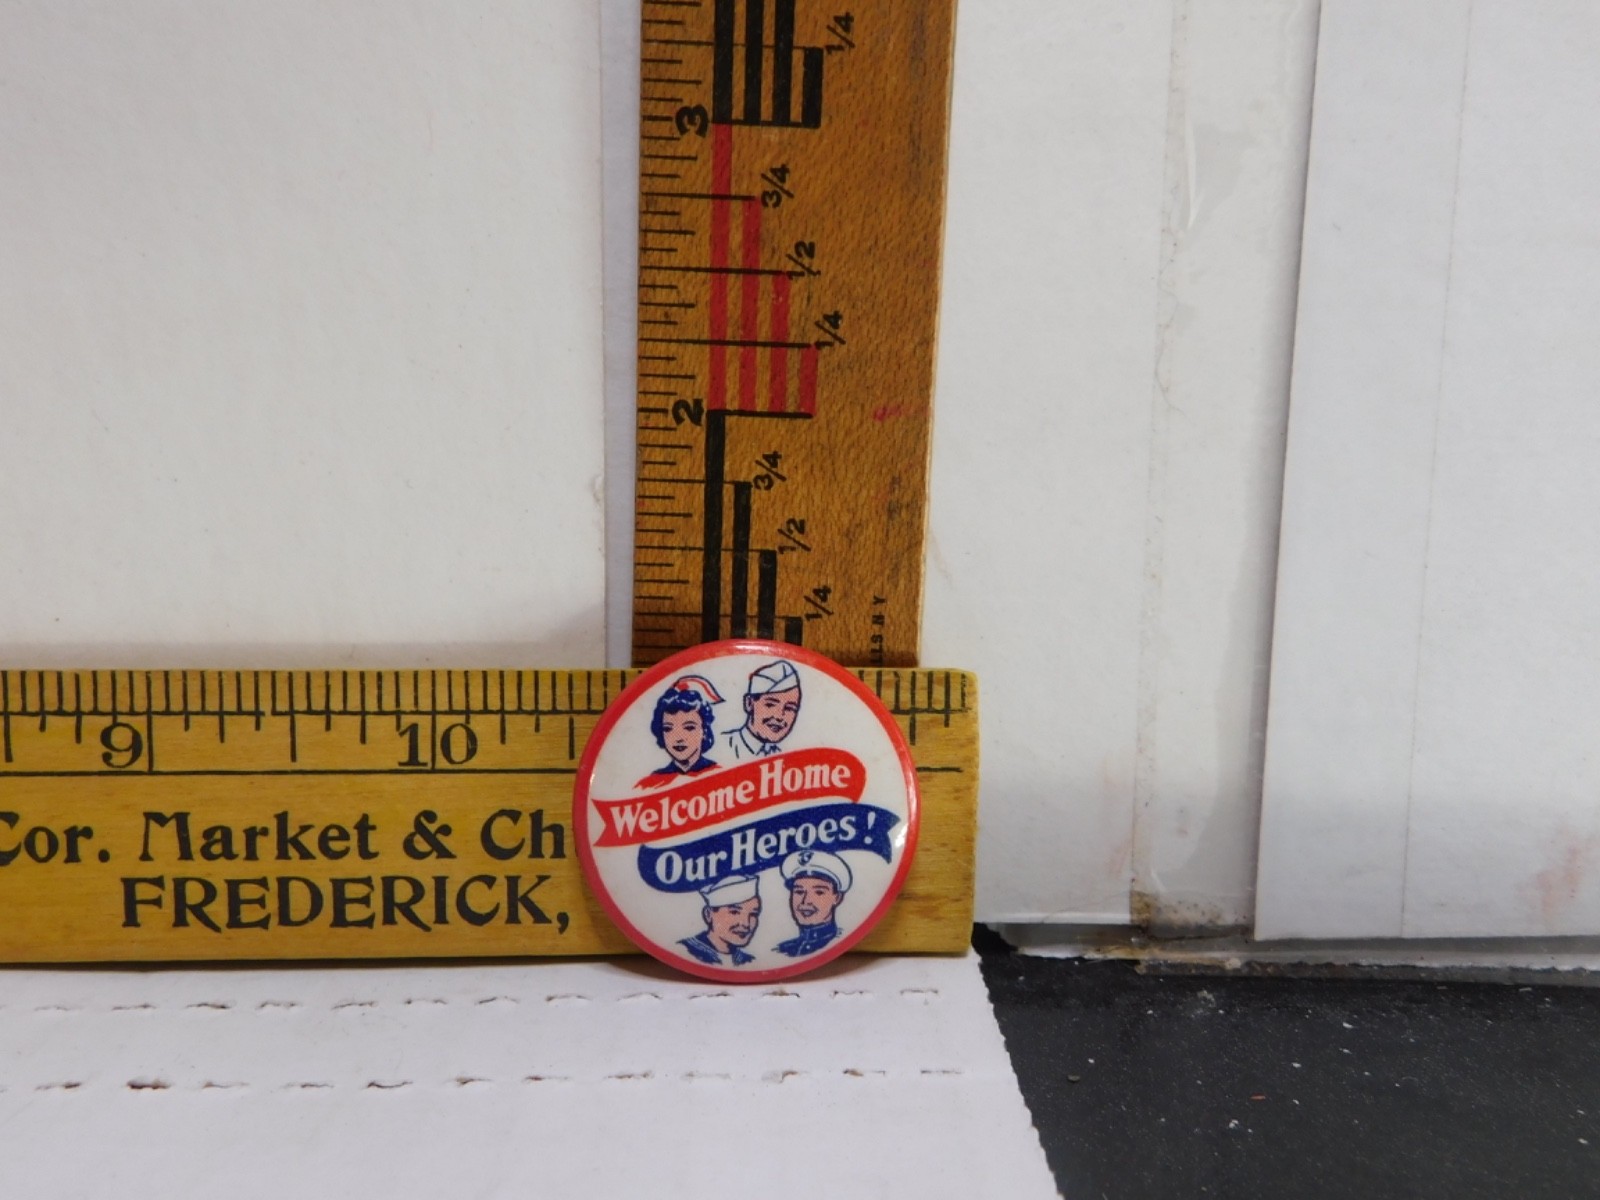 1/4
3
3/4
1/2
1/4
2
3/4
1/2
1/4
LLS N Y
9 10
Cor. Market & Ch
FREDERICK,
Welcome Home
Our Heroes!